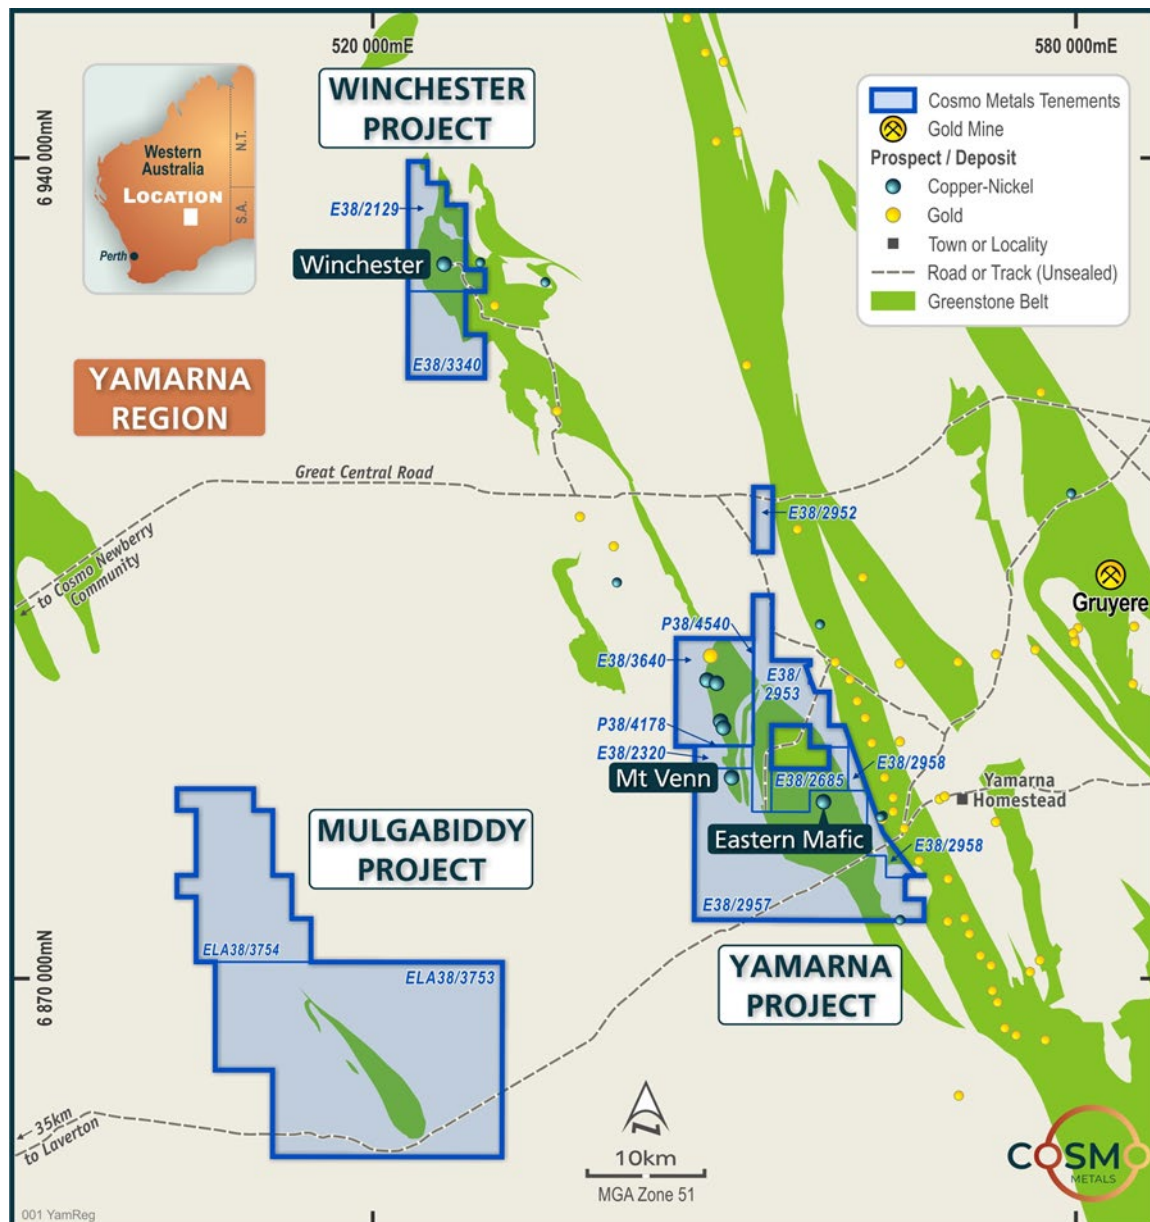 520 000mE
580 000mE
6 940 000mN
6 870 000mN
Western
Australia
LOCATION
Perth
N.T.
S.A.
WINCHESTER
PROJECT
Cosmo Metals Tenements
Gold Mine
Prospect / Deposit
Copper-Nickel
Gold
Town or Locality
Road or Track (Unsealed)
Greenstone Belt
E38/2129
Winchester
E38/3340
YAMARNA
REGION
Great Central Road
to Cosmo Newberry
Community
E38/2952
Gruyere
P38/4540
E38/3640
E38/
2953
P38/4178
E38/2320
Mt Venn
E38/2685
E38/2958
Yamarna
Homestead
Eastern Mafic
E38/2958
E38/2957
MULGABIDDY
PROJECT
ELA38/3754
ELA38/3753
YAMARNA
PROJECT
35km
to Laverton
N
10km
MGA Zone 51
COSMO
METALS
001 YamReg